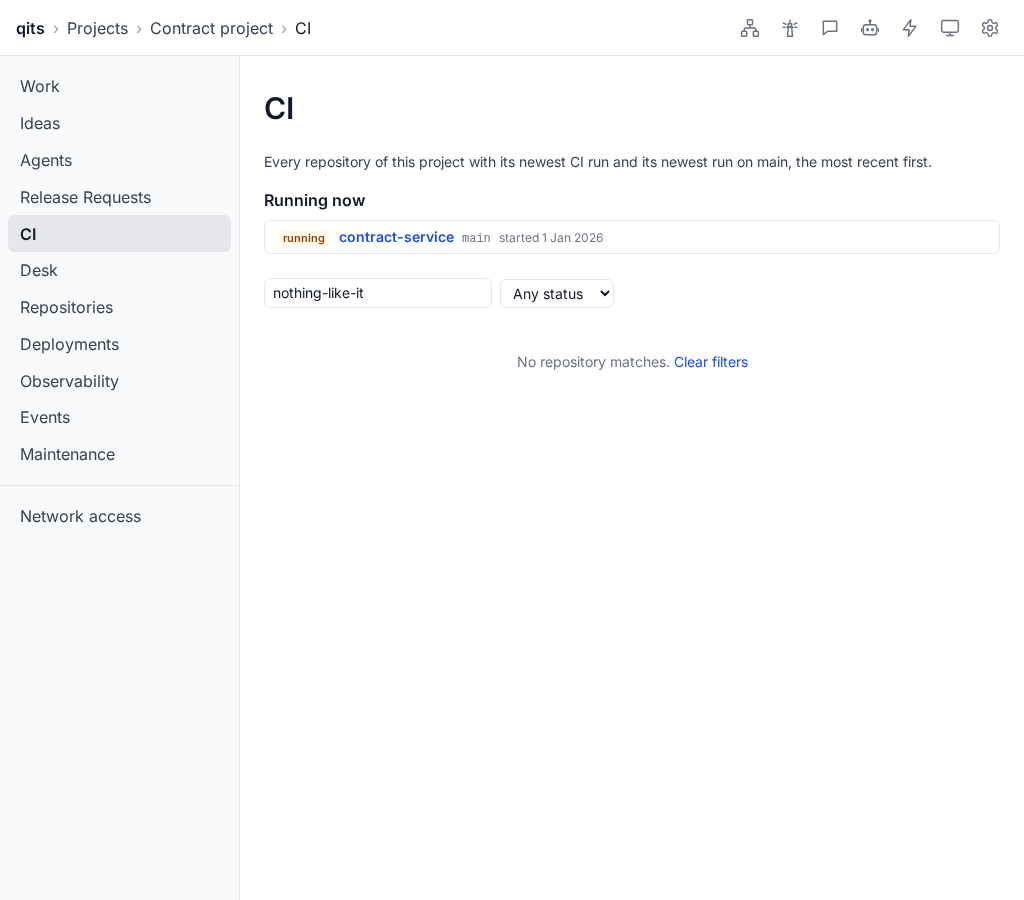 qits › Projects › Contract project › CI
Work
Ideas
Agents
Release Requests
CI
Desk
Repositories
Deployments
Observability
Events
Maintenance
Network access
CI
Every repository of this project with its newest CI run and its newest run on main, the most recent first.
Running now
running contract-service main started 1 Jan 2026
nothing-like-it Any status
No repository matches. Clear filters